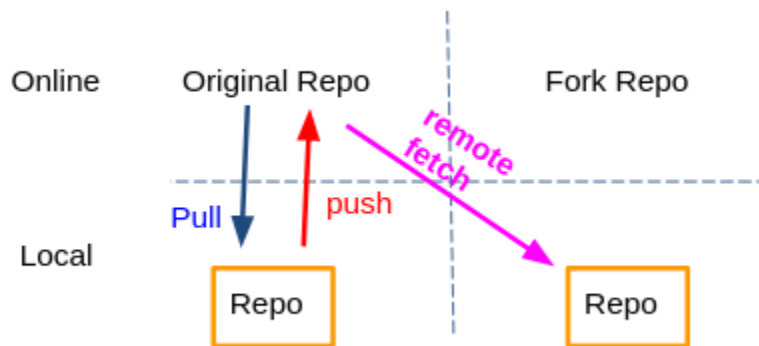 Online
Original Repo
Fork Repo
remote
fetch
Pull
push
Local
Repo
Repo